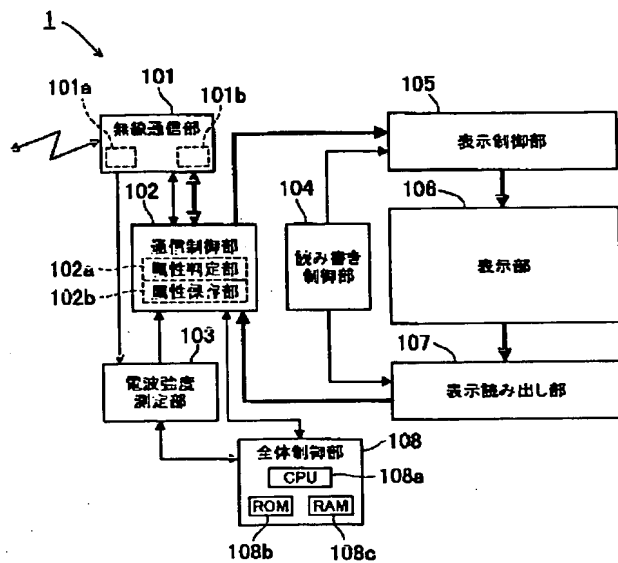 1
101a
101
101b
105
無線通信部
表示制御部
102
104
106
通信制御部
属性判定部
102a
属性保存部
102b
読み書き
制御部
表示部
103
107
電波強度
測定部
表示読み出し部
108
全体制御部
CPU
108a
ROM
RAM
108b
108c